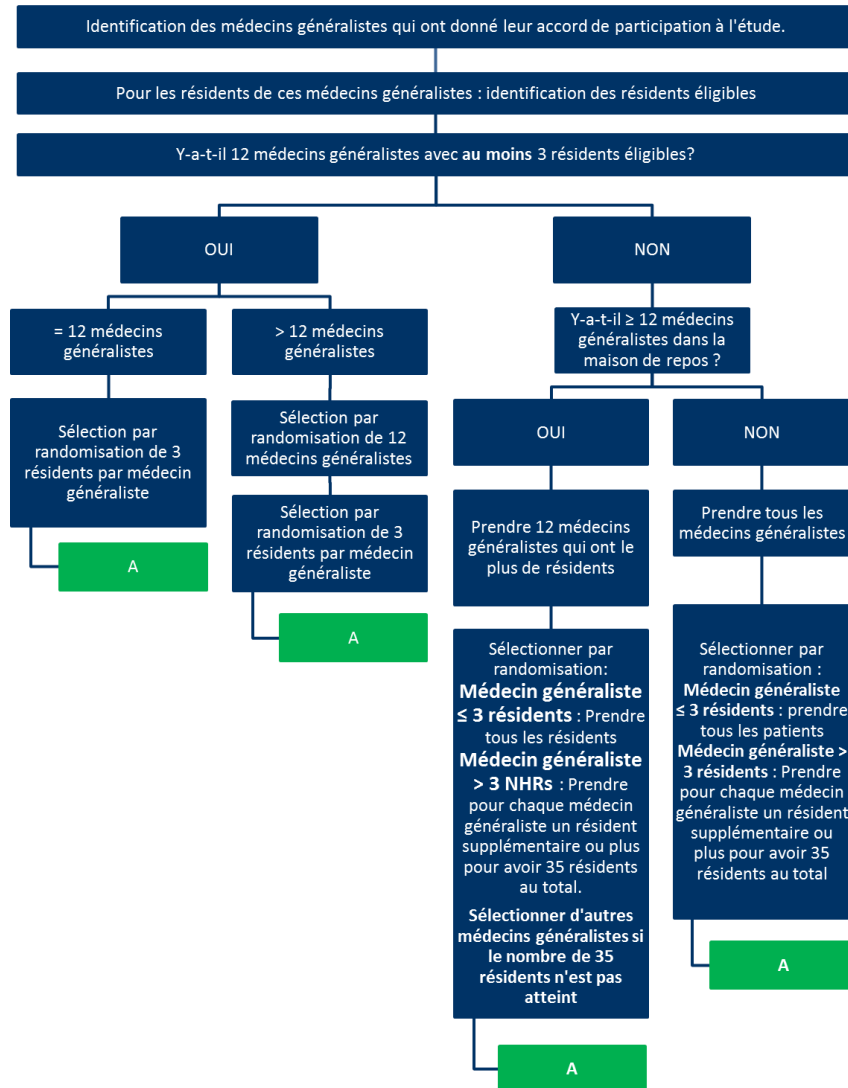 Identification des médecins généralistes qui ont donné leur accord de participation à l'étude.
Pour les résidents de ces médecins généralistes : identification des résidents éligibles
Y-a-t-il 12 médecins généralistes avec au moins 3 résidents éligibles?
OUI
= 12 médecins
généralistes
Sélection par
randomisation de 3
résidents par médecin
généraliste
A
> 12 médecins
généralistes
Sélection par
randomisation de 12
médecins généralistes
Sélection par
randomisation de 3
résidents par médecin
généraliste
A
NON
Y-a-t-il ≥ 12 médecins
généralistes dans la
maison de repos ?
OUI
Prendre 12 médecins
généralistes qui ont le
plus de résidents
Sélectionner par
randomisation:
Médecin généraliste
≤ 3 résidents : Prendre
tous les résidents
Médecin généraliste
> 3 NHRs : Prendre
pour chaque médecin
généraliste un résident
supplémentaire ou plus
pour avoir 35 résidents
au total.
Sélectionner d'autres
médecins généralistes si
le nombre de 35
résidents n'est pas
atteint
A
NON
Prendre tous les
médecins généralistes
Sélectionner par
randomisation :
Médecin généraliste
≤ 3 résidents : prendre
tous les patients
Médecin généraliste >
3 résidents : Prendre
pour chaque médecin
généraliste un résident
supplémentaire ou
plus pour avoir 35
résidents au total
A